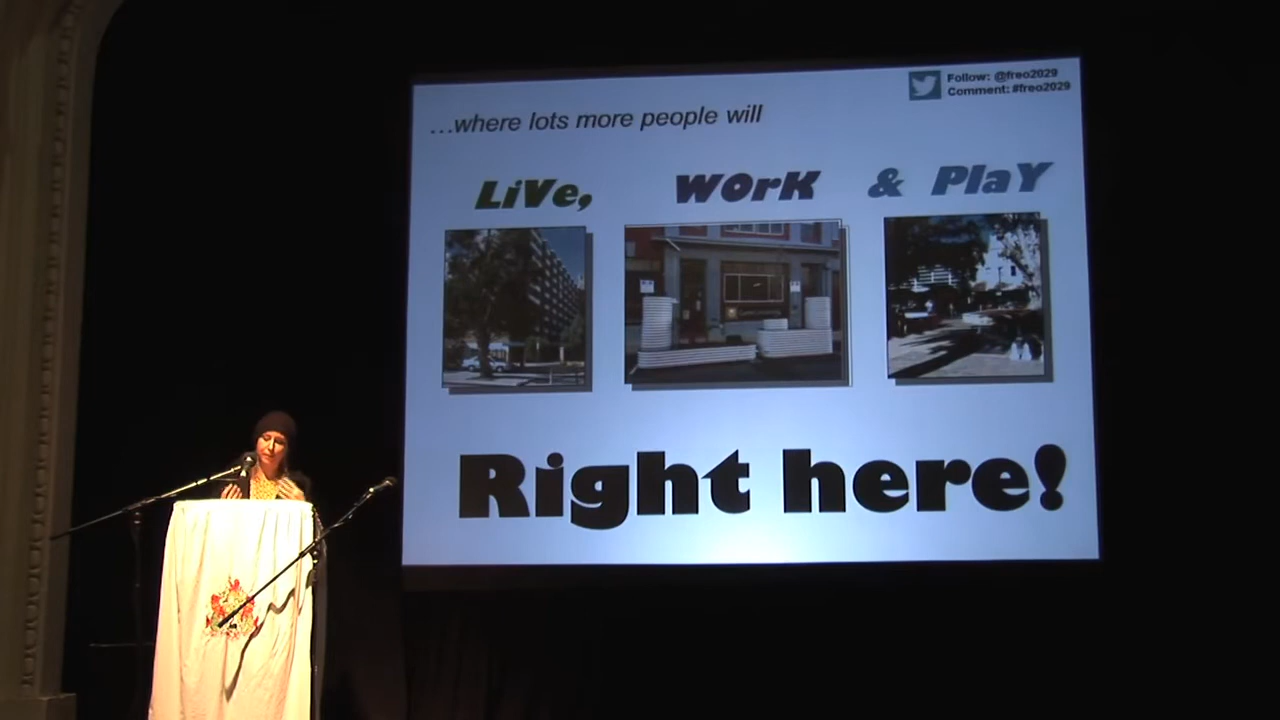 Follow: @freo2029
Comment: #freo2029
...where lots more people will
LiVe, WOrK & PlaY
Right here!